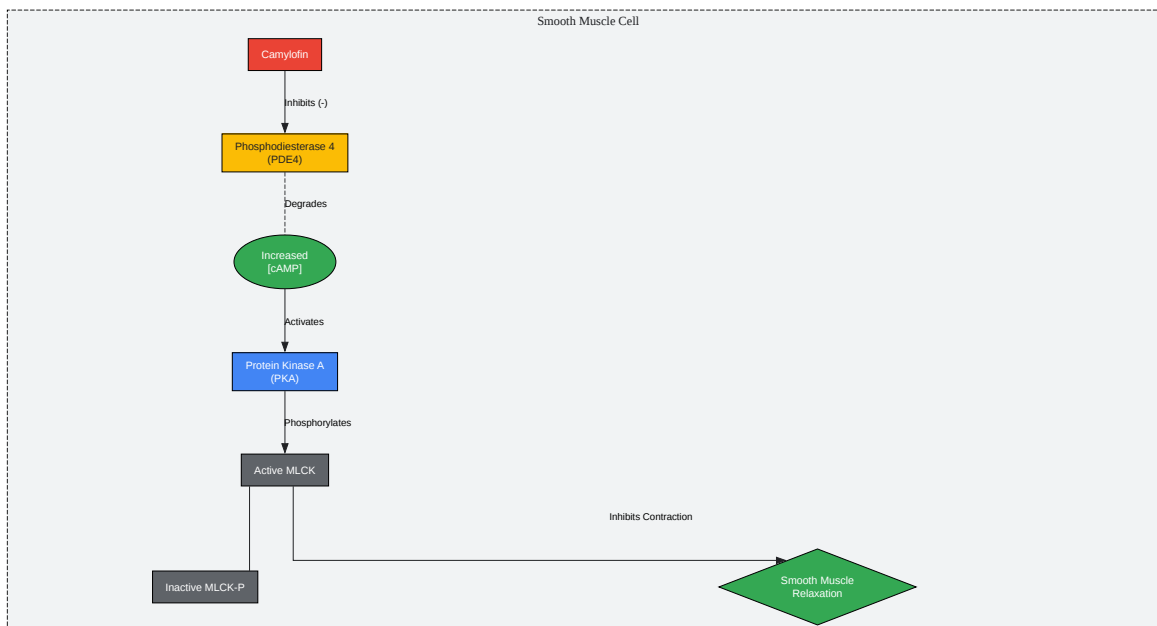 Smooth Muscle Cell
Camylofin
Inhibits (-)
Phosphodiesterase 4
(PDE4)
Degrades
Increased
[cAMP]
Activates
Protein Kinase A
(PKA)
Phosphorylates
Active MLCK
Inhibits Contraction
Inactive MLCK-P
Smooth Muscle
Relaxation